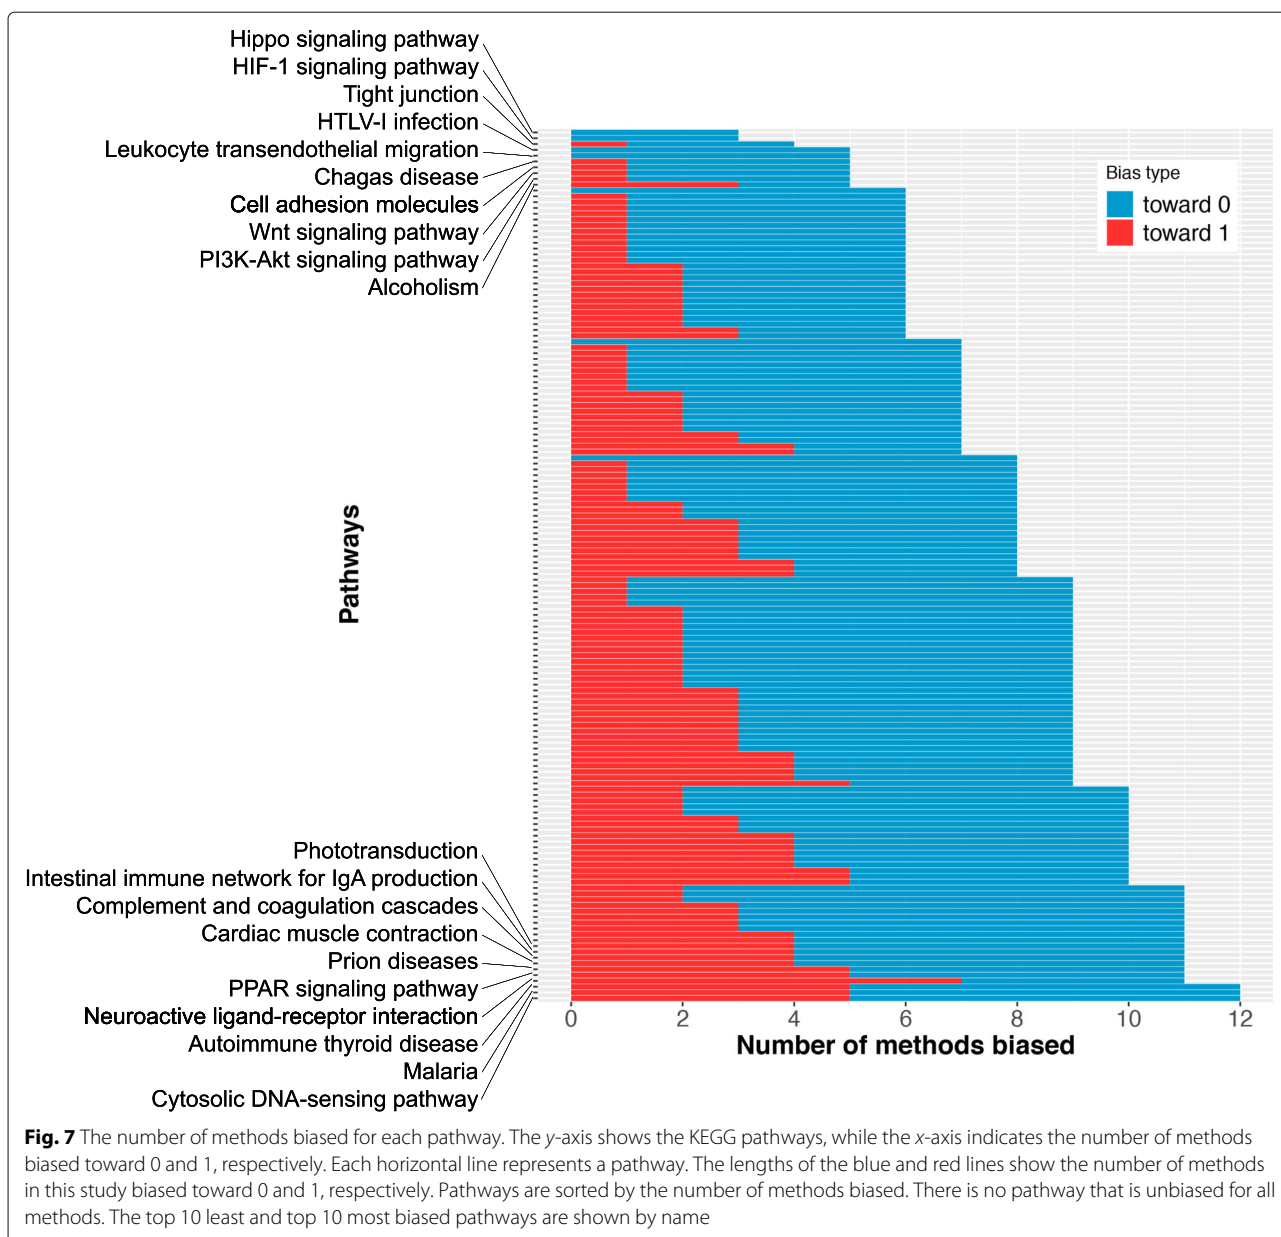 Hippo signaling pathway
HIF-1 signaling pathway
Tight junction
HTLV-I infection
Leukocyte transendothelial migration
Chagas disease
Cell adhesion molecules
Wnt signaling pathway
PI3K-Akt signaling pathway
Alcoholism
Bias type
toward 0
toward 1
Pathways
Phototransduction
Intestinal immune network for IgA production
Complement and coagulation cascades
Cardiac muscle contraction
Prion diseases
PPAR signaling pathway
Neuroactive ligand-receptor interaction
Autoimmune thyroid disease
Malaria
Cytosolic DNA-sensing pathway
0 2 4 6 8 10 12
Number of methods biased
Fig. 7 The number of methods biased for each pathway. The y-axis shows the KEGG pathways, while the x-axis indicates the number of methods
biased toward 0 and 1, respectively. Each horizontal line represents a pathway. The lengths of the blue and red lines show the number of methods
in this study biased toward 0 and 1, respectively. Pathways are sorted by the number of methods biased. There is no pathway that is unbiased for all
methods. The top 10 least and top 10 most biased pathways are shown by name